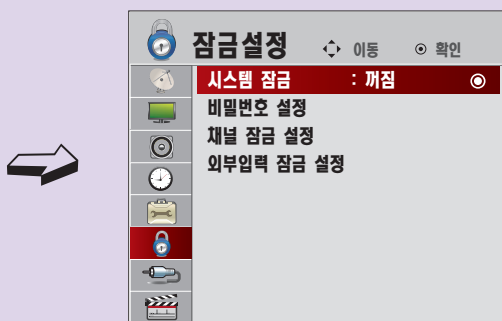 잠금설정 이동 확인
시스템 잠금 : 꺼짐
비밀번호 설정
채널 잠금 설정
외부입력 잠금 설정